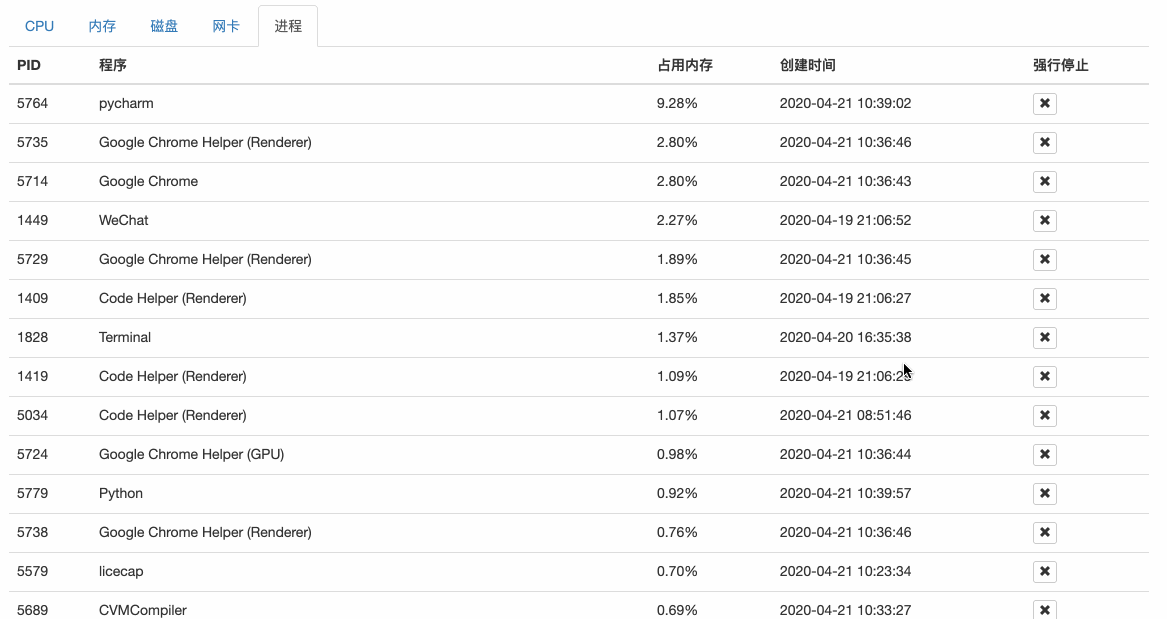 CPU 内存 磁盘 网卡 进程
PID 程序 占用内存 创建时间 强行停止
5764 pycharm 9.28% 2020-04-21 10:39:02
5735 Google Chrome Helper (Renderer) 2.80% 2020-04-21 10:36:46
5714 Google Chrome 2.80% 2020-04-21 10:36:43
1449 WeChat 2.27% 2020-04-19 21:06:52
5729 Google Chrome Helper (Renderer) 1.89% 2020-04-21 10:36:45
1409 Code Helper (Renderer) 1.85% 2020-04-19 21:06:27
1828 Terminal 1.37% 2020-04-20 16:35:38
1419 Code Helper (Renderer) 1.09% 2020-04-19
5034 Code Helper (Renderer) 1.07% 2020-04-21 08:51:46
5724 Google Chrome Helper (GPU) 0.98% 2020-04-21 10:36:44
5779 Python 0.92% 2020-04-21 10:39:57
5738 Google Chrome Helper (Renderer) 0.76% 2020-04-21 10:36:46
5579 licecap 0.70% 2020-04-21 10:23:34
5689 CVMCompiler 0.69% 2020-04-21 10:33:27